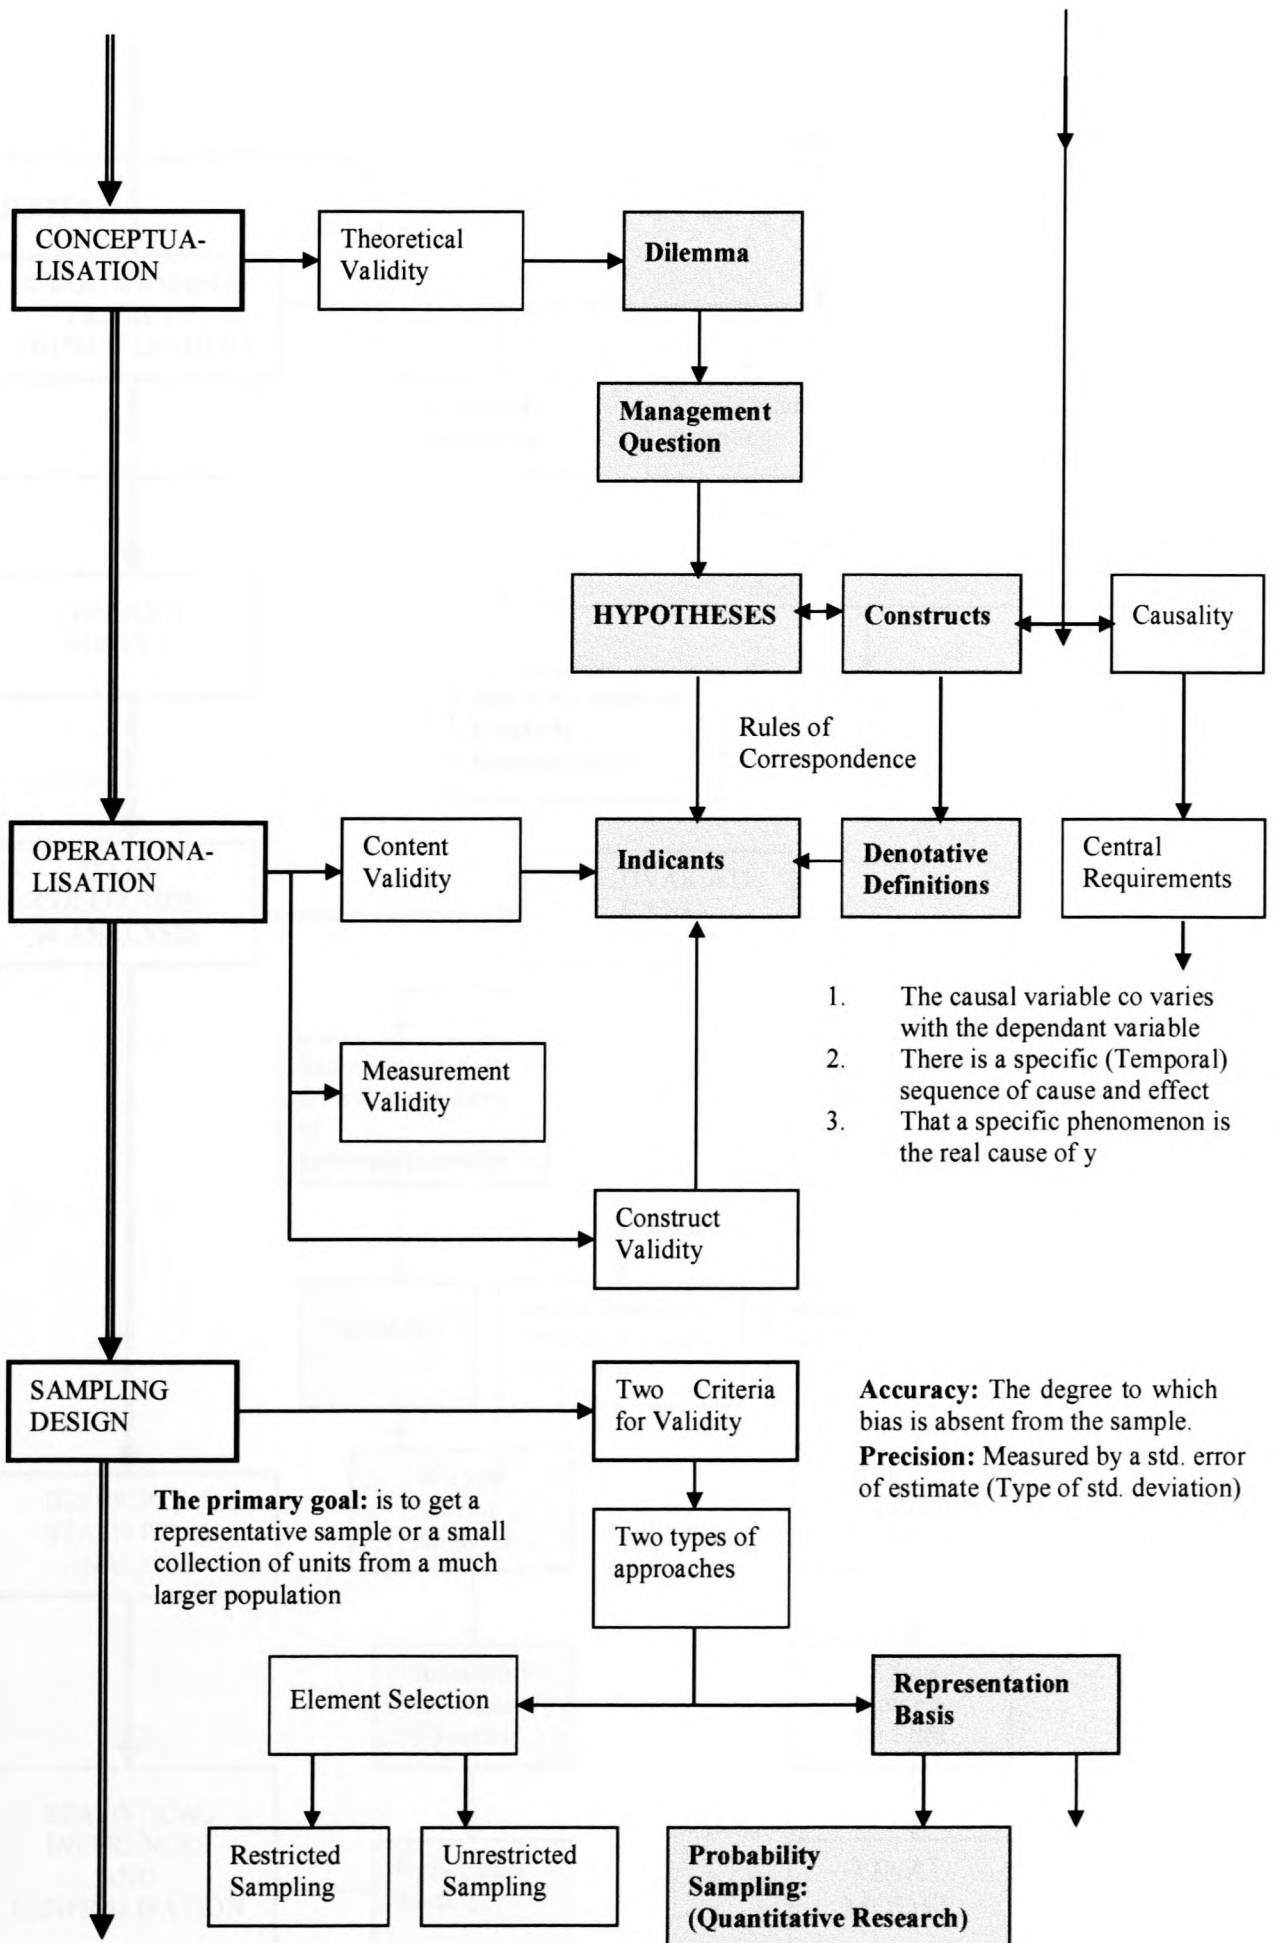 CONCEPTUA-
LISATION
Theoretical
Validity
Dilemma
Management
Question
HYPOTHESES
Constructs
Causality
Rules of
Correspondence
OPERATIONA-
LISATION
Content
Validity
Indicants
Denotative
Definitions
Central
Requirements
1. The causal variable co varies
with the dependant variable
2. There is a specific (Temporal)
sequence of cause and effect
3. That a specific phenomenon is
the real cause of y
Measurement
Validity
Construct
Validity
SAMPLING
DESIGN
Two Criteria
for Validity
Accuracy: The degree to which
bias is absent from the sample.
Precision: Measured by a std. error
of estimate (Type of std. deviation)
The primary goal: is to get a
representative sample or a small
collection of units from a much
larger population
Two types of
approaches
Element Selection
Representation
Basis
Restricted
Sampling
Unrestricted
Sampling
Probability
Sampling:
(Quantitative Research)